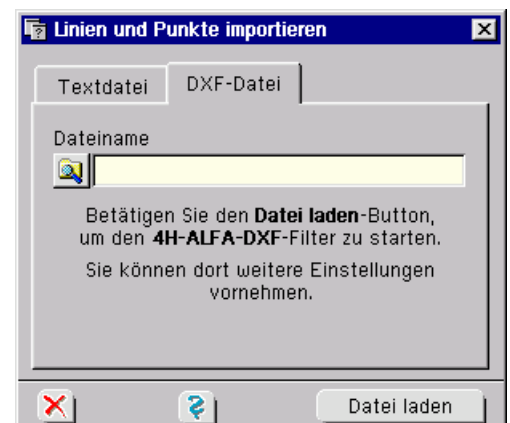 Linien und Punkte importieren
Textdatei
DXF-Datei
Dateiname
Betätigen Sie den Datei laden-Button,
um den 4H-ALFA-DXF-Filter zu starten.
Sie können dort weitere Einstellungen
vornehmen.
Datei laden